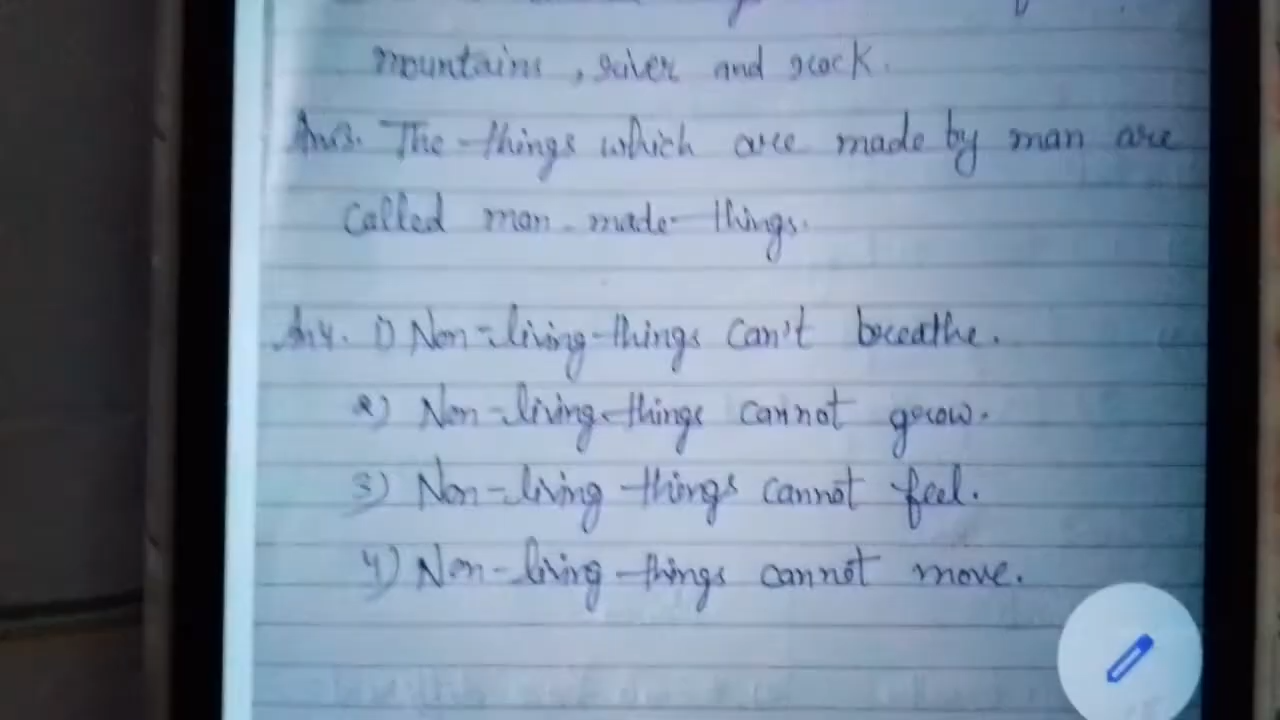 mountains, river and rock.
Ans3. The things which are made by man are
called man-made things.
Ans4. 1) Non-living things can't breathe.
2) Non-living things cannot grow.
3) Non-living things cannot feel.
4) Non-living things cannot move.